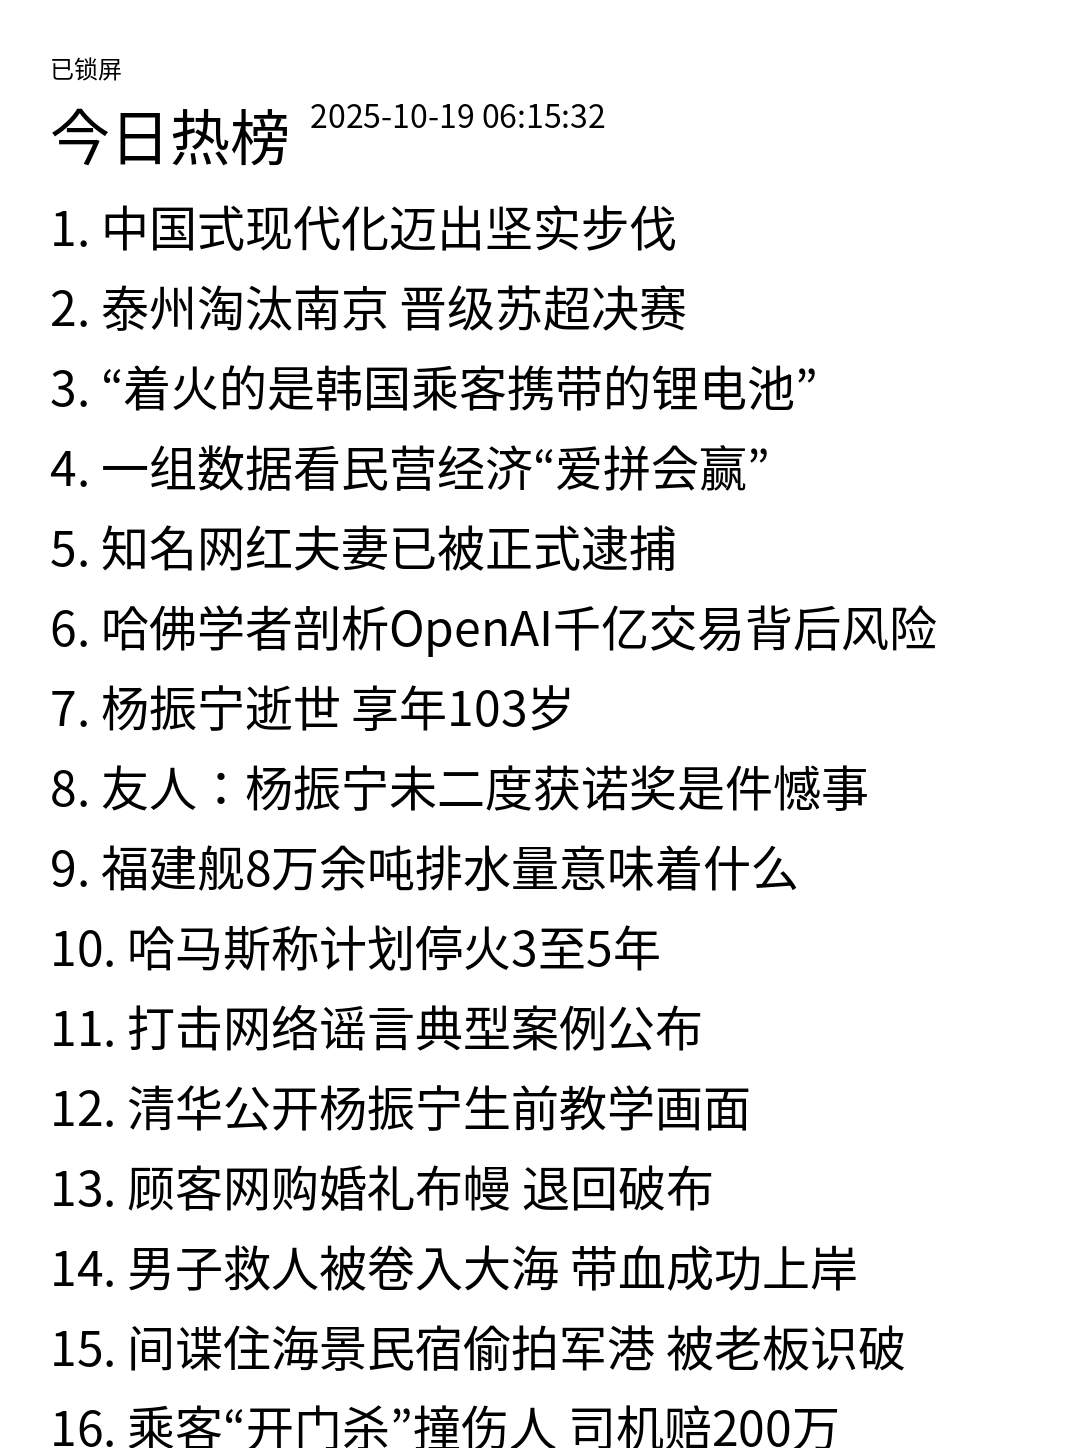 已锁屏
今日热榜 2025-10-19 06:15:32
1. 中国式现代化迈出坚实步伐
2. 泰州淘汰南京 晋级苏超决赛
3. “着火的是韩国乘客携带的锂电池”
4. 一组数据看民营经济“爱拼会赢”
5. 知名网红夫妻已被正式逮捕
6. 哈佛学者剖析OpenAI千亿交易背后风险
7. 杨振宁逝世 享年103岁
8. 友人：杨振宁未二度获诺奖是件憾事
9. 福建舰8万余吨排水量意味着什么
10. 哈马斯称计划停火3至5年
11. 打击网络谣言典型案例公布
12. 清华公开杨振宁生前教学画面
13. 顾客网购婚礼布幔 退回破布
14. 男子救人被卷入大海 带血成功上岸
15. 间谍住海景民宿偷拍军港 被老板识破
16. 乘客“开门杀”撞伤人 司机赔200万